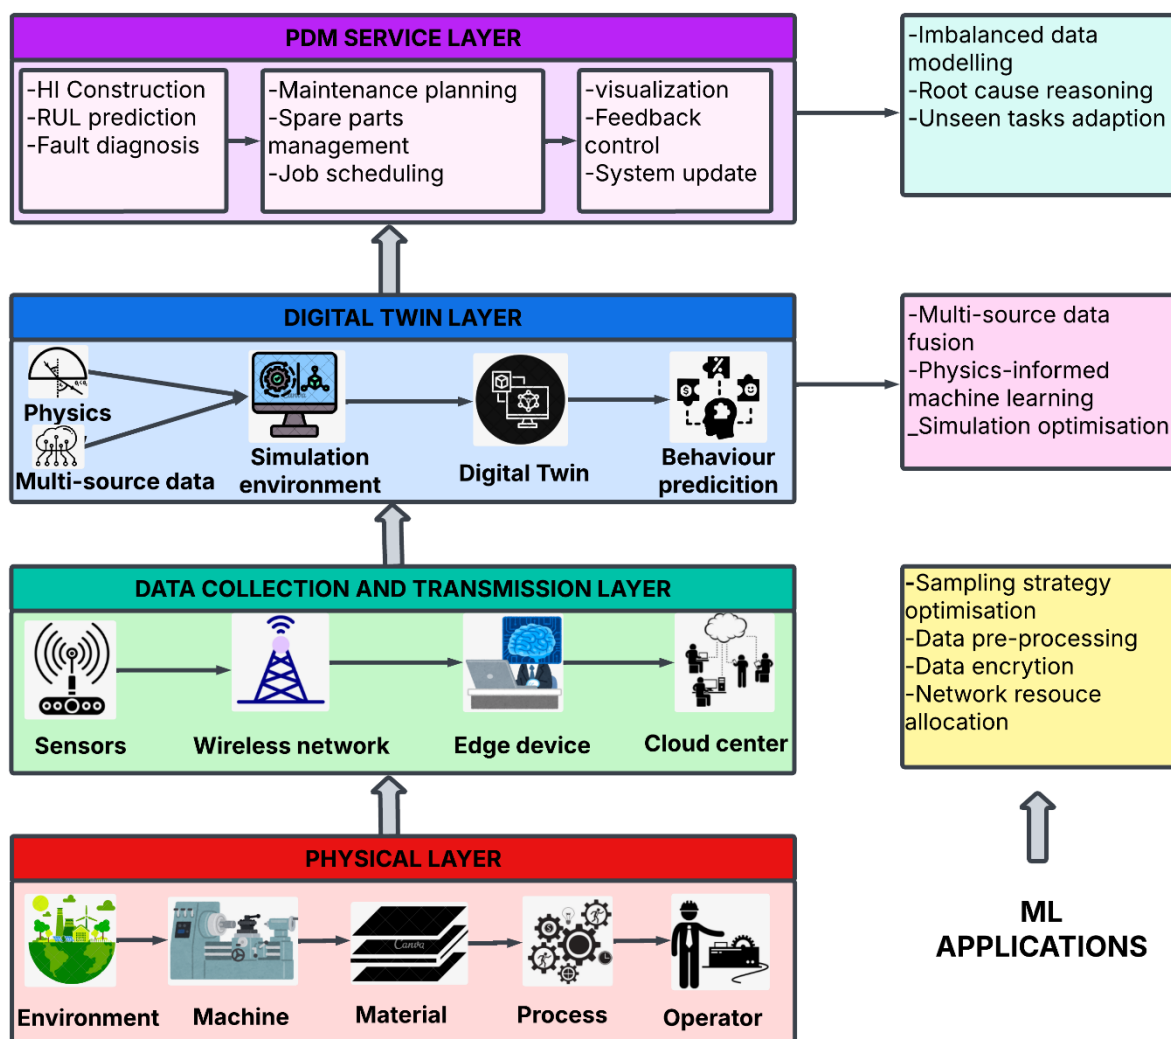 PDM SERVICE LAYER
-HI Construction
-RUL prediction
-Fault diagnosis
-Maintenance planning
-Spare parts
management
-Job scheduling
-visualization
-Feedback
control
-System update
-Imbalanced data
modelling
-Root cause reasoning
-Unseen tasks adaption
DIGITAL TWIN LAYER
Physics
Multi-source data
Simulation
environment
Digital Twin
Behaviour
predicition
-Multi-source data
fusion
-Physics-informed
machine learning
_Simulation optimisation
DATA COLLECTION AND TRANSMISSION LAYER
Sensors
Wireless network
Edge device
Cloud center
-Sampling strategy
optimisation
-Data pre-processing
-Data encrytion
-Network resouce
allocation
PHYSICAL LAYER
Canva
Environment
Machine
Material
Process
Operator
ML
APPLICATIONS